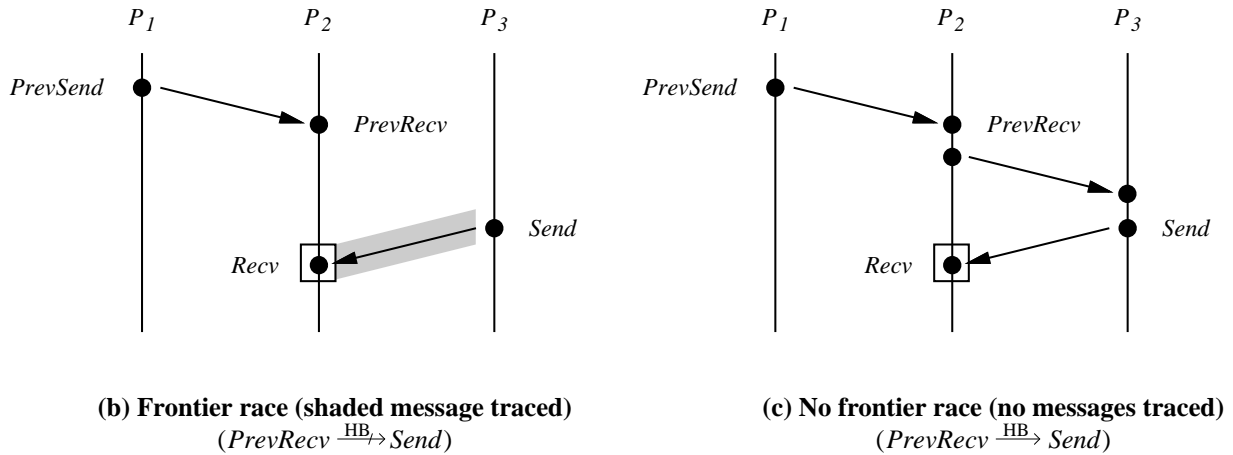 P1 P2 P3
PrevSend
PrevRecv
Send
Recv
(b) Frontier race (shaded message traced)
(PrevRecv HB↛ Send)
P1 P2 P3
PrevSend
PrevRecv
Send
Recv
(c) No frontier race (no messages traced)
(PrevRecv HB→ Send)